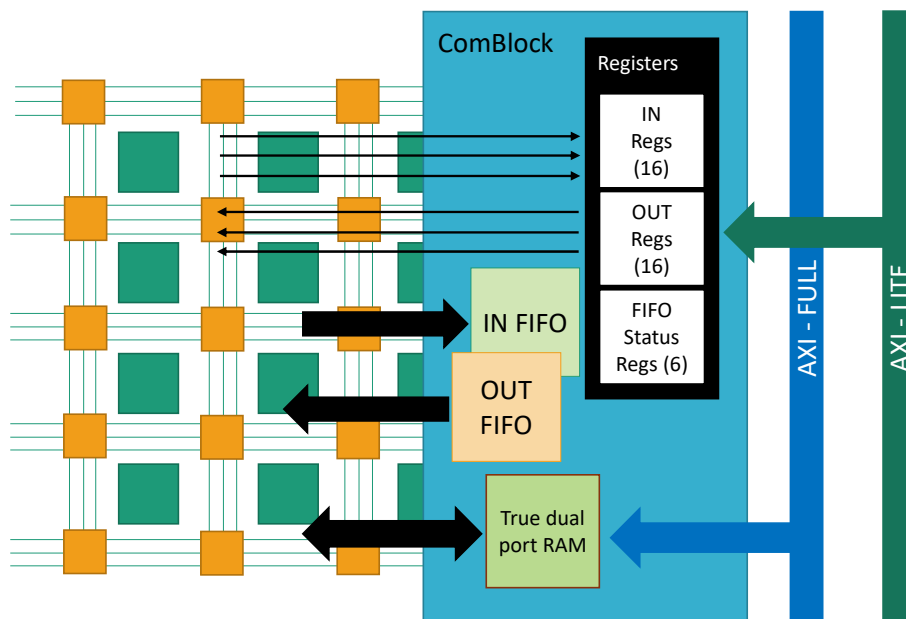 ComBlock
Registers
IN
Regs
(16)
OUT
Regs
(16)
FIFO
Status
Regs (6)
IN FIFO
OUT
FIFO
True dual
port RAM
AXI - FULL
AXI - LITE